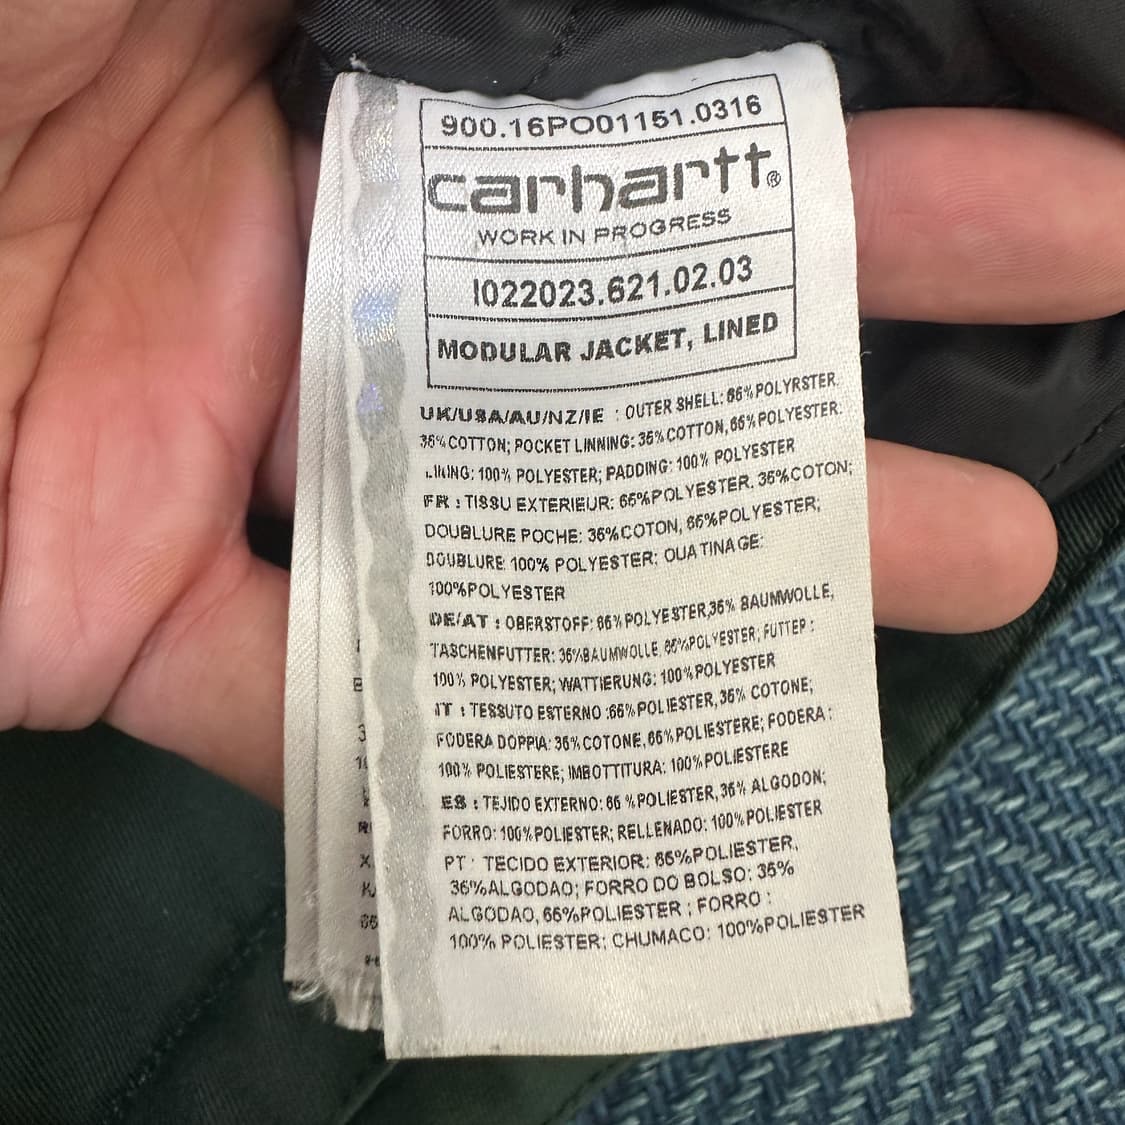 900.16PO01151.0316
carhartt®
WORK IN PROGRESS
I022023.621.02.03
MODULAR JACKET, LINED
UK/USA/AU/NZ/IE : OUTER SHELL: 65%POLYRSTER.
35%COTTON; POCKET LINNING: 35%COTTON,65%POLYESTER.
LINING: 100% POLYESTER; PADDING: 100% POLYESTER
FR : TISSU EXTERIEUR: 65%POLYESTER. 35%COTON;
DOUBLURE POCHE: 35%COTON, 65%POLYESTER;
DOUBLURE: 100% POLYESTER; OUATINAGE:
100%POLYESTER
DE/AT : OBERSTOFF: 65%POLYESTER,35% BAUMWOLLE,
TASCHENFUTTER: 35%BAUMWOLLE, 65%POLYESTER; FUTTEP :
100% POLYESTER; WATTIERUNG: 100%POLYESTER
IT : TESSUTO ESTERNO :65%POLIESTER,35% COTONE;
FODERA DOPPIA: 35%COTONE,65%POLIESTERE; FODERA :
100% POLIESTERE; IMBOTTITURA: 100%POLIESTERE
ES : TEJIDO EXTERNO: 65 %POLIESTER,35% ALGODON;
FORRO: 100%POLIESTER; RELLENADO: 100%POLIESTER
PT : TECIDO EXTERIOR: 65%POLIESTER,
35%ALGODAO; FORRO DO BOLSO: 35%
ALGODAO, 65%POLIESTER ; FORRO :
100% POLIESTER; CHUMACO: 100%POLIESTER